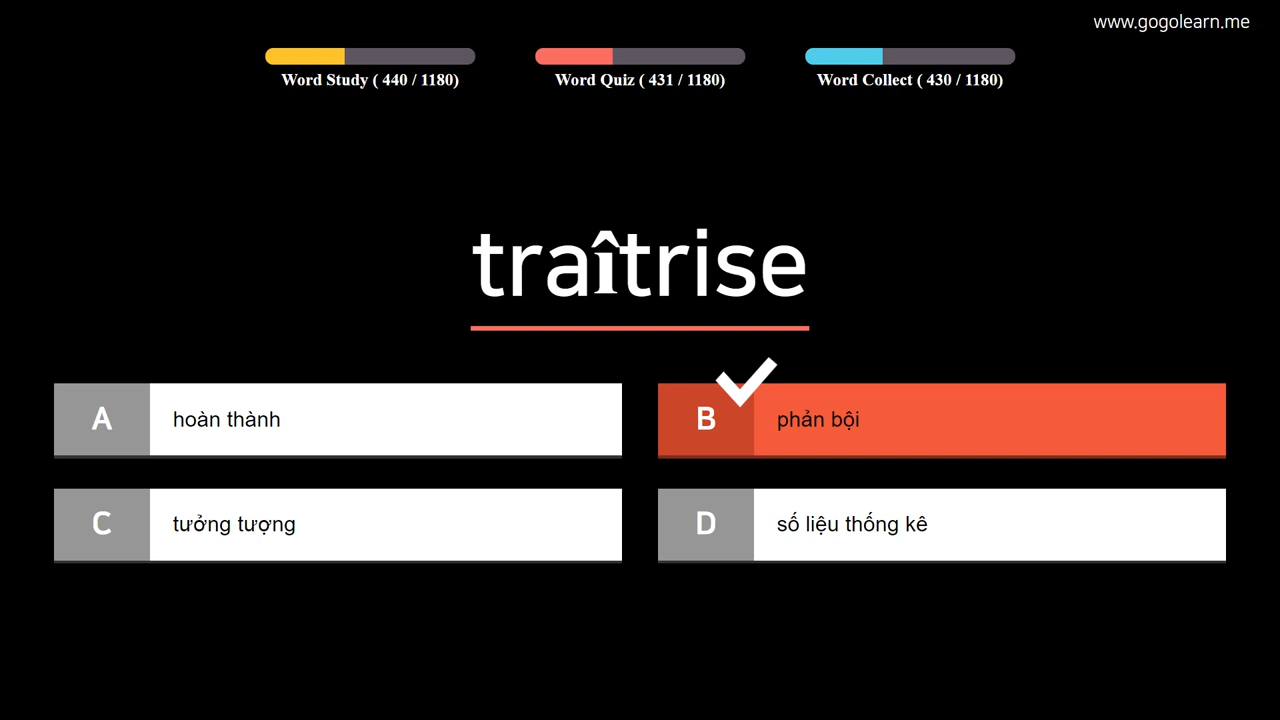 www.gogolearn.me
Word Study ( 440 / 1180)
Word Quiz ( 431 / 1180)
Word Collect ( 430 / 1180)
traîtrise
A hoàn thành
B phản bội
C tưởng tượng
D số liệu thống kê